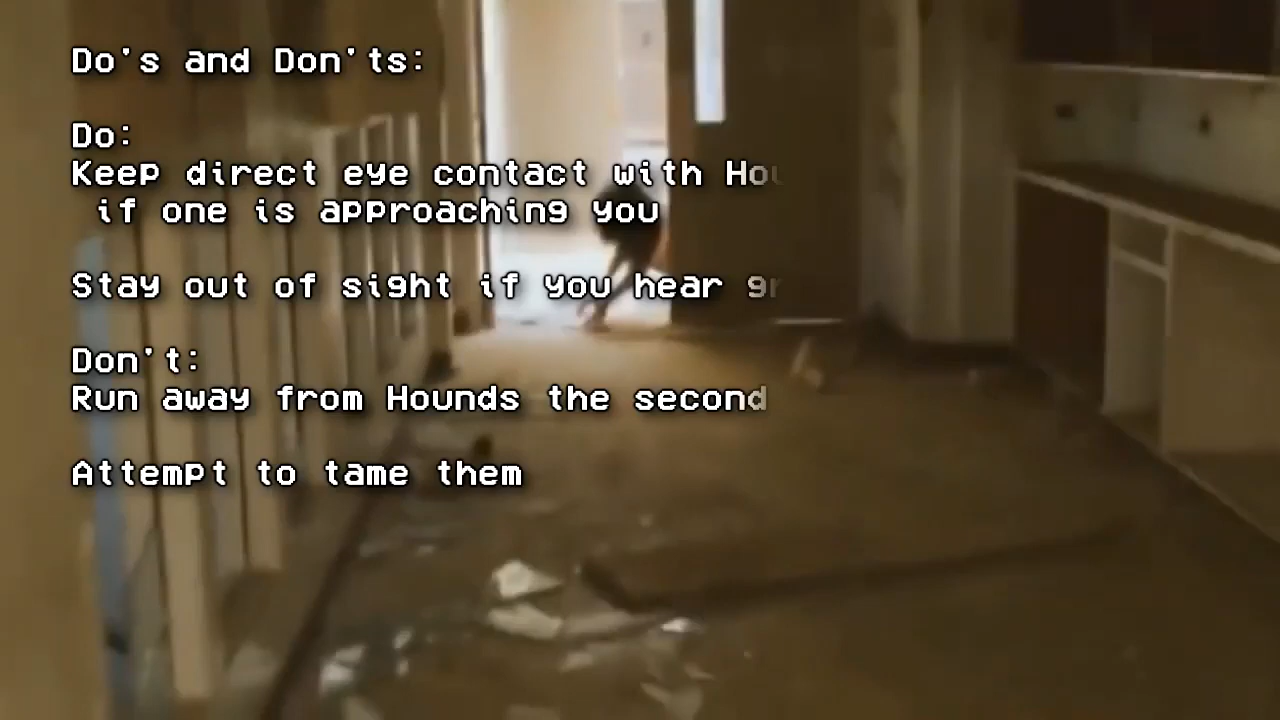 Do's and Don'ts:
Do:
Keep direct eye contact with
if one is approaching you
Stay out of sight if you hear
Don't:
Run away from Hounds the second
Attempt to tame them